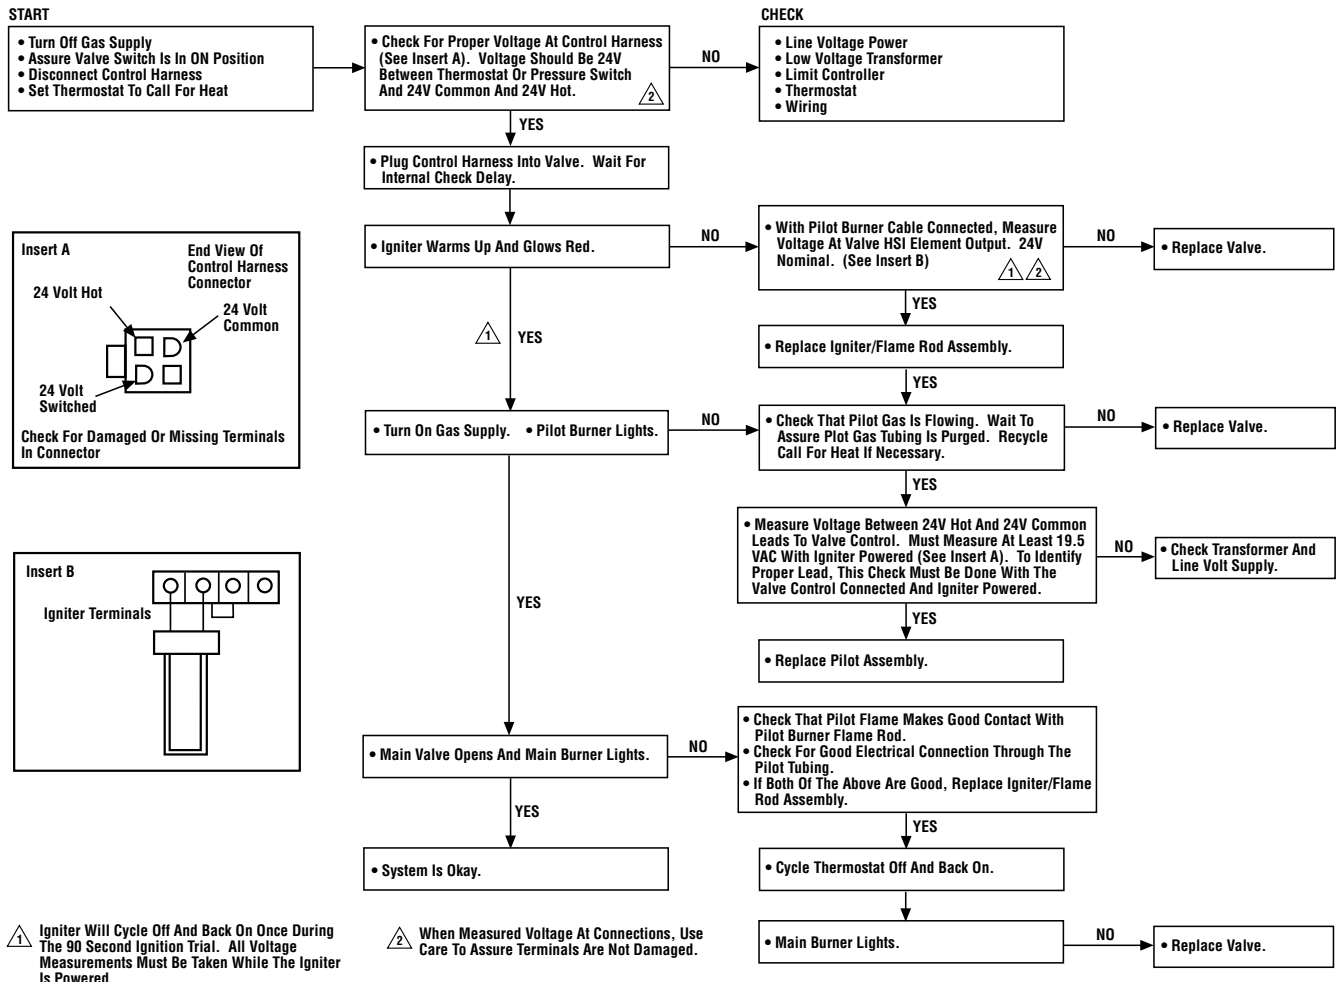 START
• Turn Off Gas Supply
• Assure Valve Switch Is In ON Position
• Disconnect Control Harness
• Set Thermostat To Call For Heat
• Check For Proper Voltage At Control Harness
(See Insert A). Voltage Should Be 24V
Between Thermostat Or Pressure Switch
And 24V Common And 24V Hot.
2
NO
CHECK
• Line Voltage Power
• Low Voltage Transformer
• Limit Controller
• Thermostat
• Wiring
YES
• Plug Control Harness Into Valve. Wait For
Internal Check Delay.
• Igniter Warms Up And Glows Red.
NO
• With Pilot Burner Cable Connected, Measure
Voltage At Valve HSI Element Output. 24V
Nominal. (See Insert B)
1 2
NO
• Replace Valve.
YES
• Replace Igniter/Flame Rod Assembly.
YES
1
YES
• Turn On Gas Supply. • Pilot Burner Lights.
NO
• Check That Pilot Gas Is Flowing. Wait To
Assure Plot Gas Tubing Is Purged. Recycle
Call For Heat If Necessary.
NO
• Replace Valve.
YES
• Measure Voltage Between 24V Hot And 24V Common
Leads To Valve Control. Must Measure At Least 19.5
VAC With Igniter Powered (See Insert A). To Identify
Proper Lead, This Check Must Be Done With The
Valve Control Connected And Igniter Powered.
NO
• Check Transformer And
Line Volt Supply.
YES
• Replace Pilot Assembly.
YES
• Main Valve Opens And Main Burner Lights.
NO
• Check That Pilot Flame Makes Good Contact With
Pilot Burner Flame Rod.
• Check For Good Electrical Connection Through The
Pilot Tubing.
• If Both Of The Above Are Good, Replace Igniter/Flame
Rod Assembly.
YES
• Cycle Thermostat Off And Back On.
• Main Burner Lights.
NO
• Replace Valve.
YES
• System Is Okay.
Insert A
End View Of
Control Harness
Connector
24 Volt Hot
24 Volt
Common
24 Volt
Switched
Check For Damaged Or Missing Terminals
In Connector
Insert B
Igniter Terminals
1 Igniter Will Cycle Off And Back On Once During
The 90 Second Ignition Trial. All Voltage
Measurements Must Be Taken While The Igniter
Is Powered
2 When Measured Voltage At Connections, Use
Care To Assure Terminals Are Not Damaged.